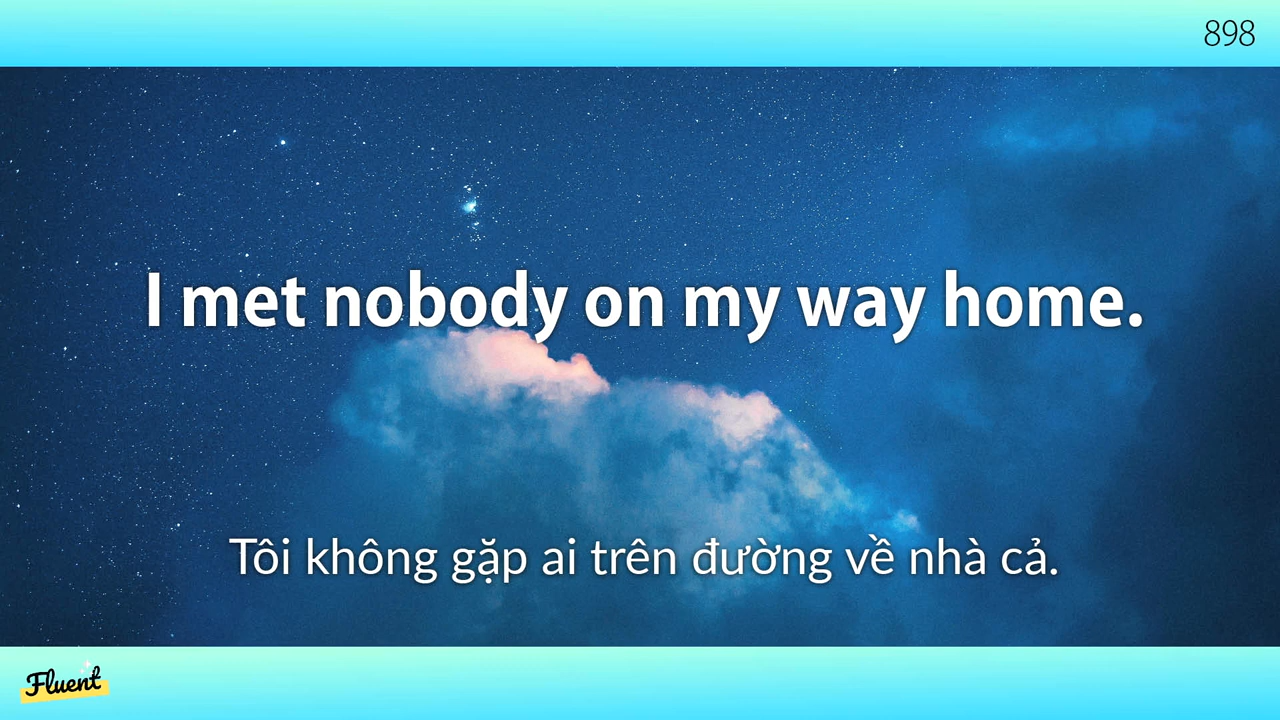 898
I met nobody on my way home.
Tôi không gặp ai trên đường về nhà cả.
Fluent